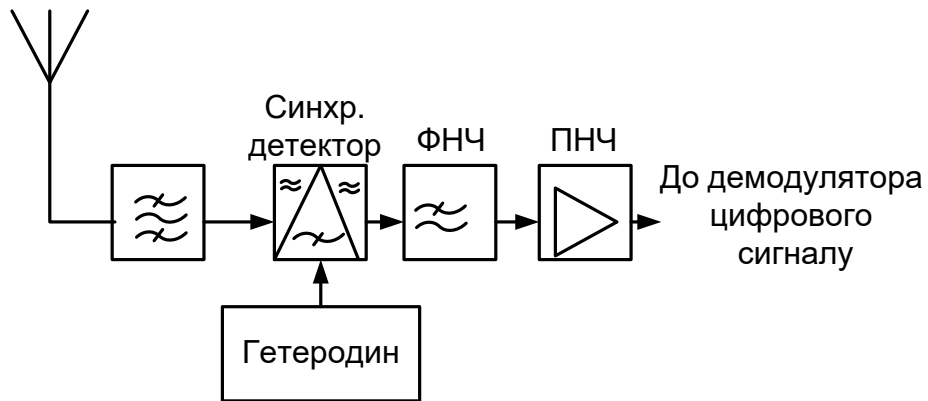 Синхр.
детектор
ФНЧ
ПНЧ
До демодулятора
цифрового
сигналу
Гетеродин